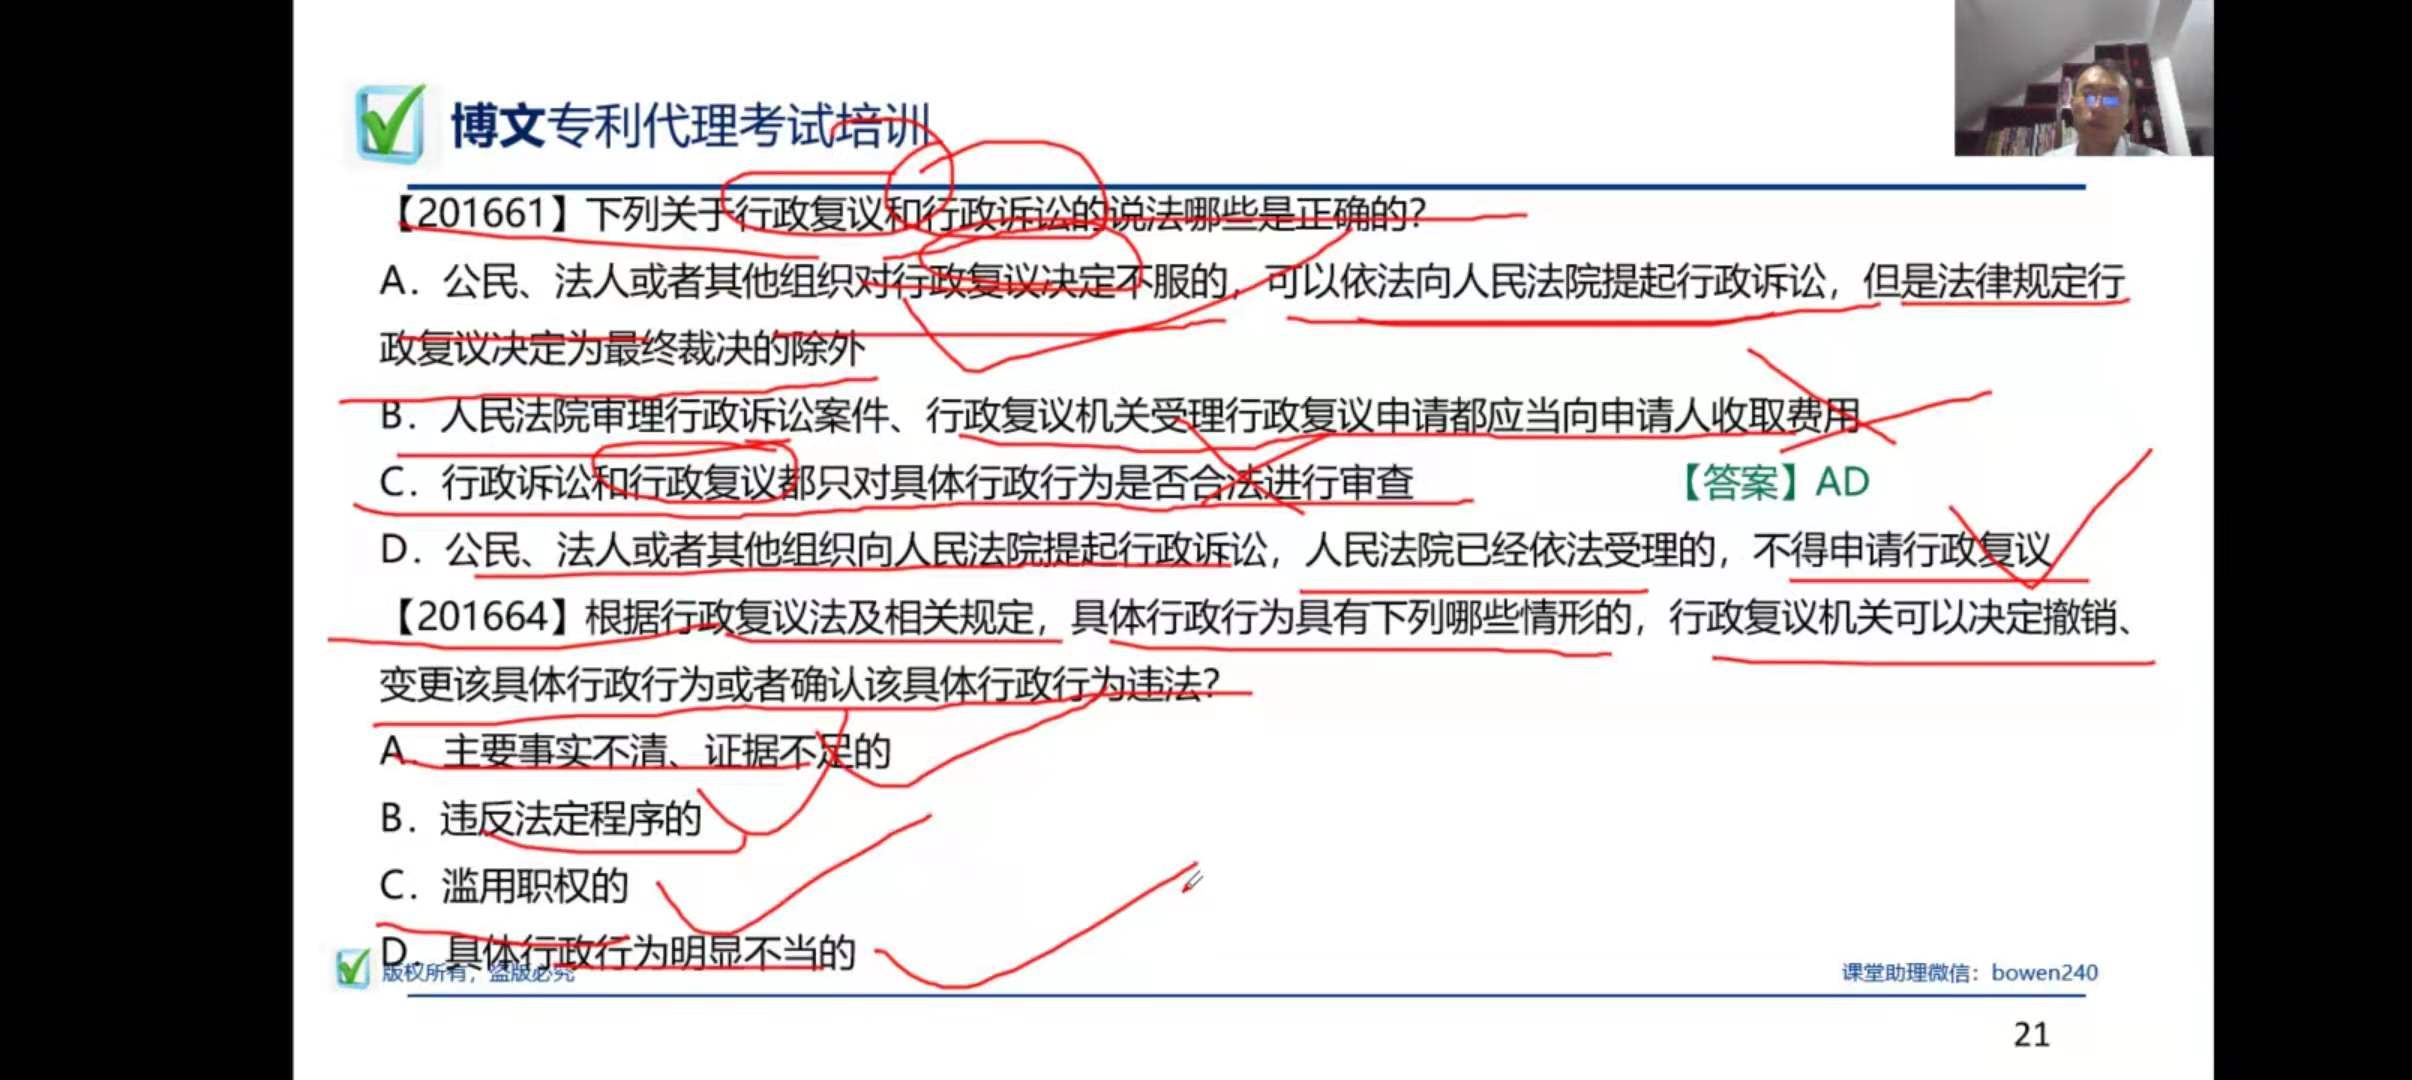 博文专利代理考试培训
【201661】下列关于行政复议和行政诉讼的说法哪些是正确的?
A. 公民、法人或者其他组织对行政复议决定不服的，可以依法向人民法院提起行政诉讼，但是法律规定行
政复议决定为最终裁决的除外
B. 人民法院审理行政诉讼案件、行政复议机关受理行政复议申请都应当向申请人收取费用
C. 行政诉讼和行政复议都只对具体行政行为是否合法进行审查 【答案】AD
D. 公民、法人或者其他组织向人民法院提起行政诉讼，人民法院已经依法受理的，不得申请行政复议
【201664】根据行政复议法及相关规定，具体行政行为具有下列哪些情形的，行政复议机关可以决定撤销、
变更该具体行政行为或者确认该具体行政行为违法?
A. 主要事实不清、证据不足的
B. 违反法定程序的
C. 滥用职权的
D. 具体行政行为明显不当的
版权所有，盗版必究 课堂助理微信：bowen240
21